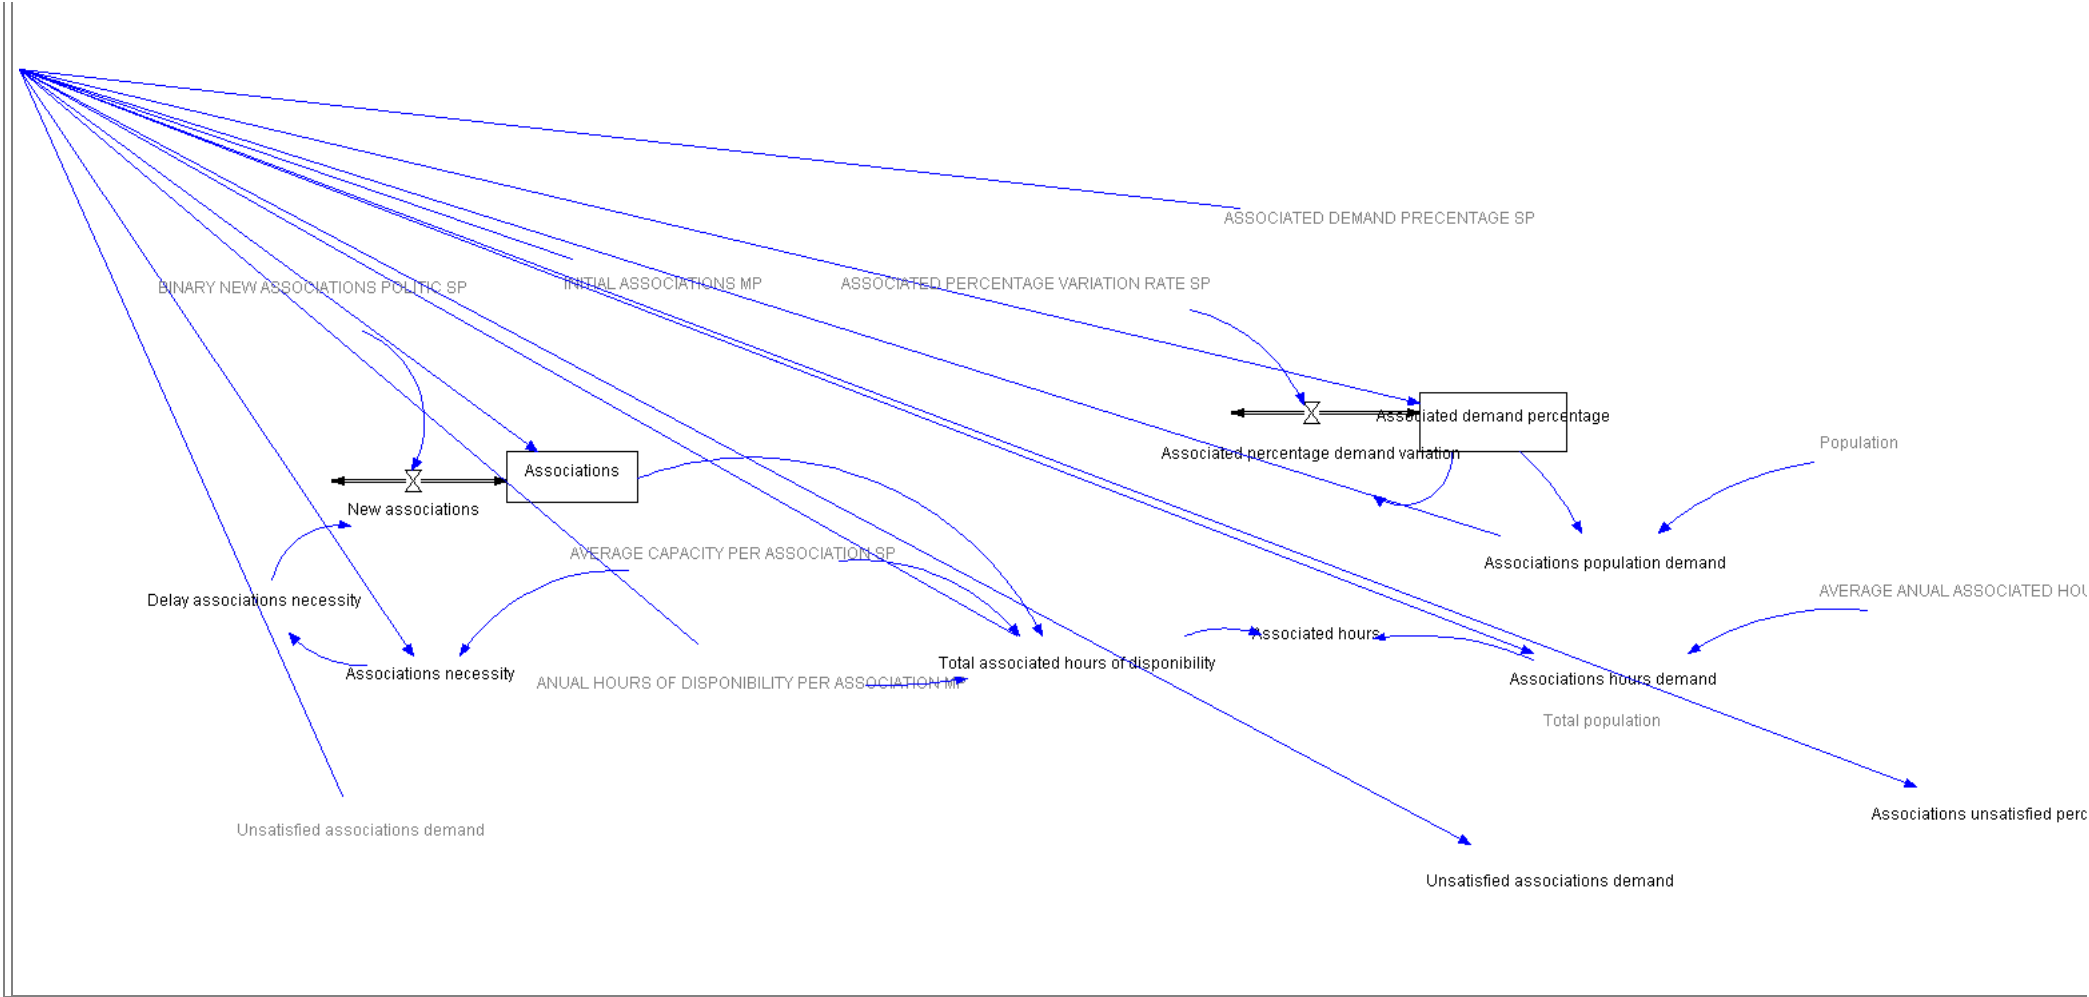 ASSOCIATED DEMAND PRECENTAGE SP
BINARY NEW ASSOCIATIONS POLITIC SP
INITIAL ASSOCIATIONS MP
ASSOCIATED PERCENTAGE VARIATION RATE SP
Associated demand percentage
Population
Associated percentage demand variation
Associations
New associations
AVERAGE CAPACITY PER ASSOCIATION SP
Associations population demand
AVERAGE ANUAL ASSOCIATED
Delay associations necessity
Associated hours
Total associated hours of disponibility
Associations necessity
ANUAL HOURS OF DISPONIBILITY PER ASSOCIATION MP
Associations hours demand
Total population
Associations unsatisfied
Unsatisfied associations demand
Unsatisfied associations demand